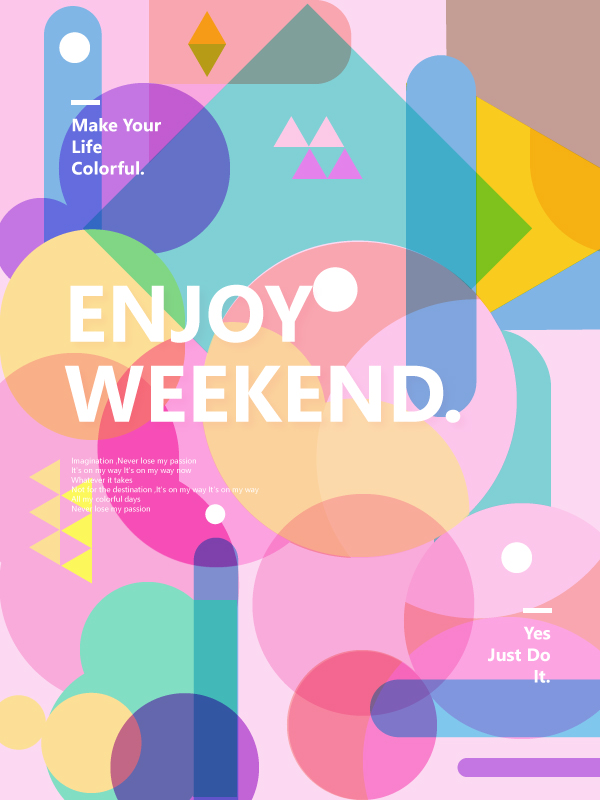 Make Your
Life
Colorful.
ENJOY
WEEKEND.
Imagination ,Never lose my passion
It's on my way It's on my way now
Whatever it takes
Not for the destination ,It's on my way It's on my way
All my colorful days
Never lose my passion
Yes
Just Do
It.